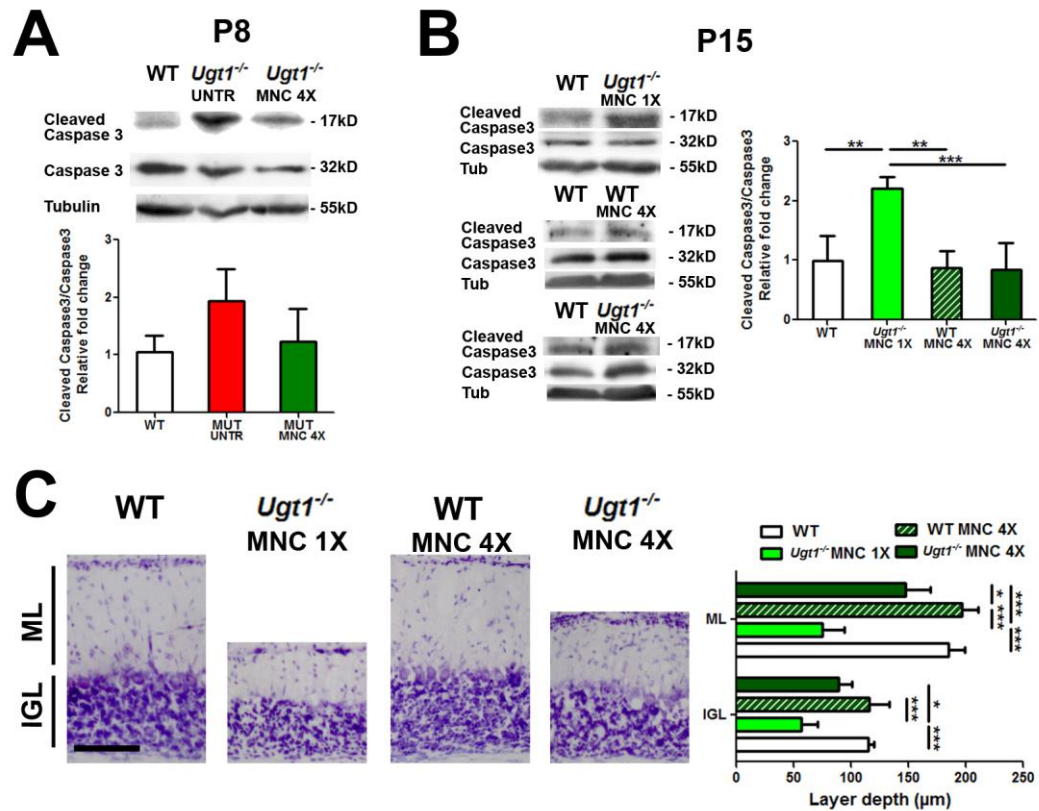 A
P8
WT Ugt1-/- Ugt1-/-
UNTR MNC 4X
Cleaved
Caspase 3
- 17kD
Caspase 3
- 32kD
Tubulin
- 55kD
Cleaved Caspase3/Caspase3
Relative fold change
3
2
1
0
WT
MUT
UNTR
MUT
MNC 4X
B
P15
WT Ugt1-/-
MNC 1X
Cleaved
Caspase3
- 17kD
Caspase3
- 32kD
Tub
- 55kD
WT WT
MNC 4X
Cleaved
Caspase3
- 17kD
Caspase3
- 32kD
Tub
- 55kD
WT Ugt1-/-
MNC 4X
Cleaved
Caspase3
- 17kD
Caspase3
- 32kD
Tub
- 55kD
Cleaved Caspase3/Caspase3
Relative fold change
3
2
1
0
** **
***
WT
Ugt1-/-
MNC 1X
WT
MNC 4X
Ugt1-/-
MNC 4X
C
WT
Ugt1-/-
MNC 1X
WT
MNC 4X
Ugt1-/-
MNC 4X
ML
IGL
WT
WT MNC 4X
Ugt1-/- MNC 1X
Ugt1-/- MNC 4X
ML
* ***
*** ***
IGL
*** *
***
0 50 100 150 200 250
Layer depth (µm)